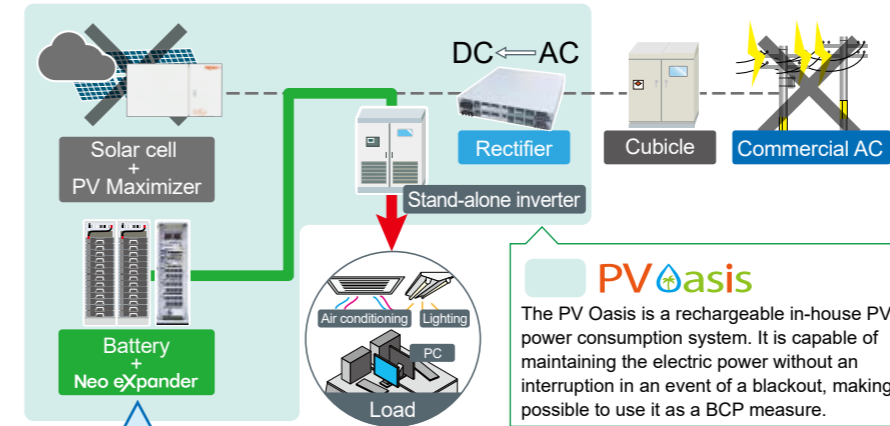 DC ← AC
Solar cell
+
PV Maximizer
Rectifier
Cubicle
Commercial AC
Stand-alone inverter
Battery
+
Neo eXpander
Air conditioning
Lighting
PC
Load
PV Oasis
The PV Oasis is a rechargeable in-house PV
power consumption system. It is capable of
maintaining the electric power without an
interruption in an event of a blackout, making
possible to use it as a BCP measure.